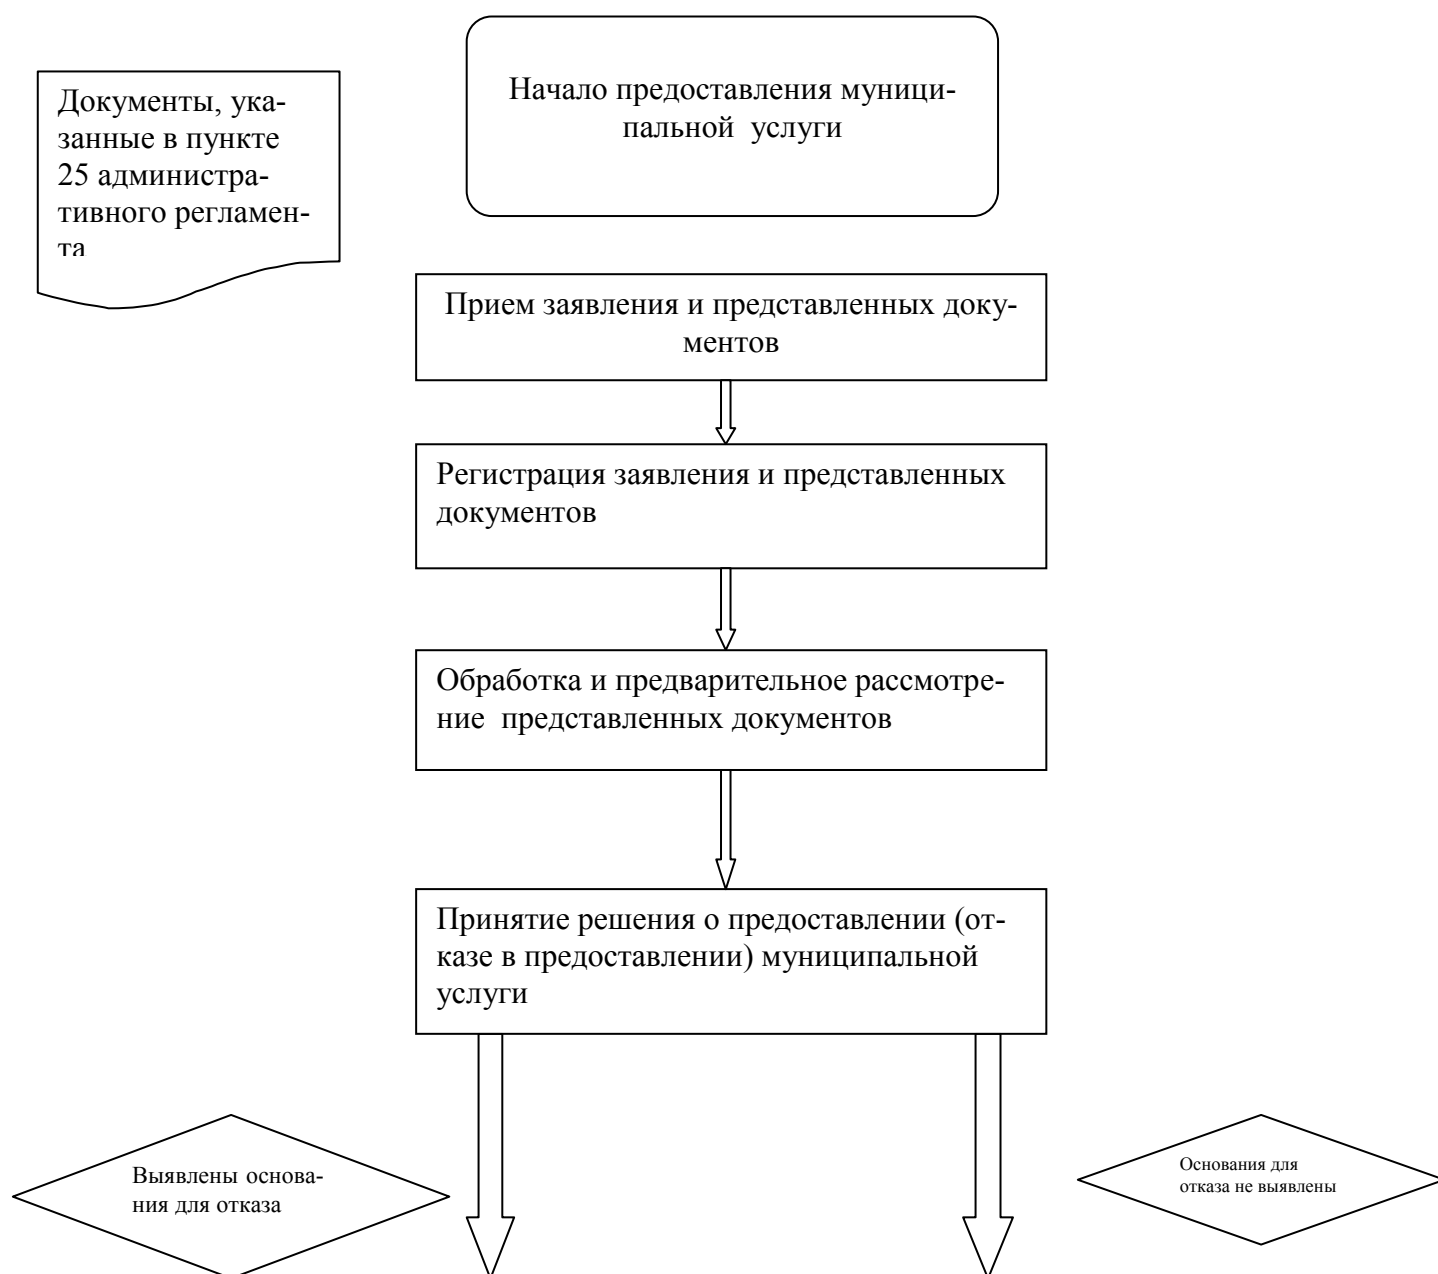 Начало предоставления муници-
пальной  услуги
Документы, ука-
занные в пункте
25 администра-
тивного регламен-
та
Прием заявления и представленных доку-
ментов
Регистрация заявления и представленных
документов
Обработка и предварительное рассмотре-
ние  представленных документов
Принятие решения о предоставлении (от-
казе в предоставлении) муниципальной
услуги
Выявлены основа-
ния для отказа
Основания для
отказа не выявлены